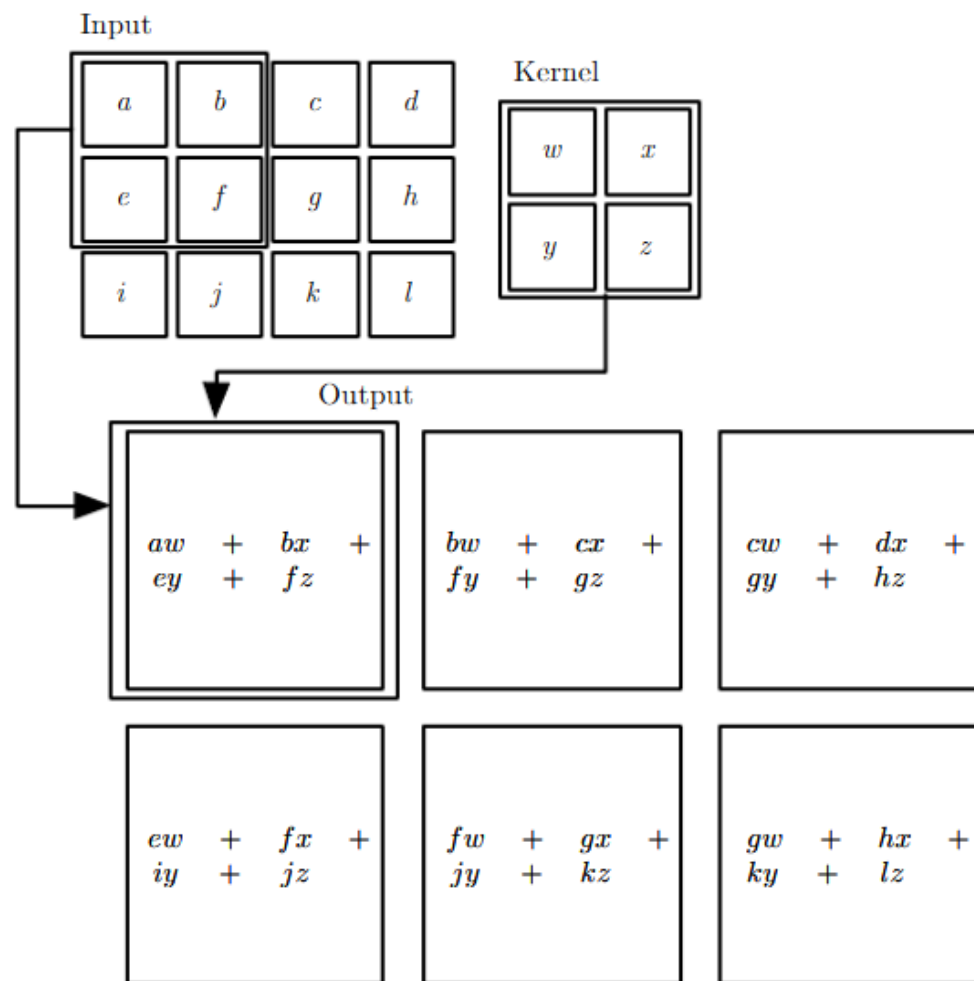 Input
Kernel
a b c d
w x
e f g h
y z
i j k l
Output
aw + bx +
ey + fz
bw + cx +
fy + gz
cw + dx +
gy + hz
ew + fx +
iy + jz
fw + gx +
jy + kz
gw + hx +
ky + lz